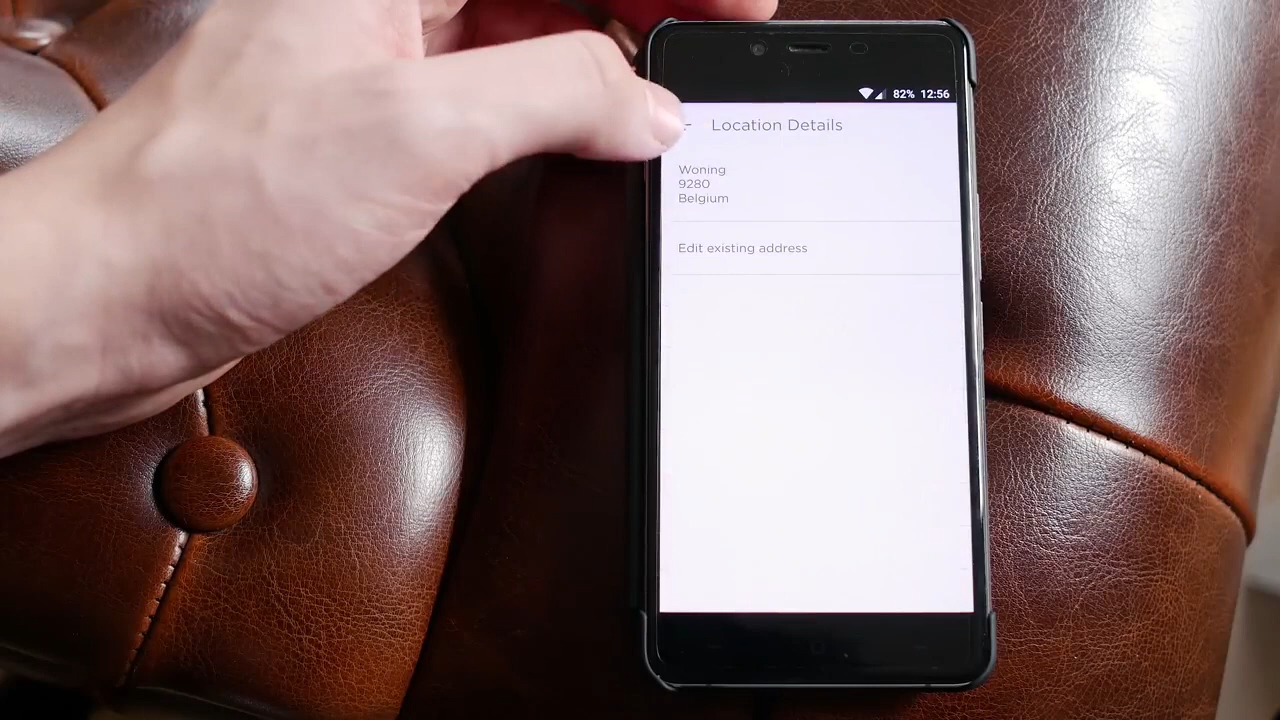 82% 12:56
Location Details
Woning
9280
Belgium
Edit existing address